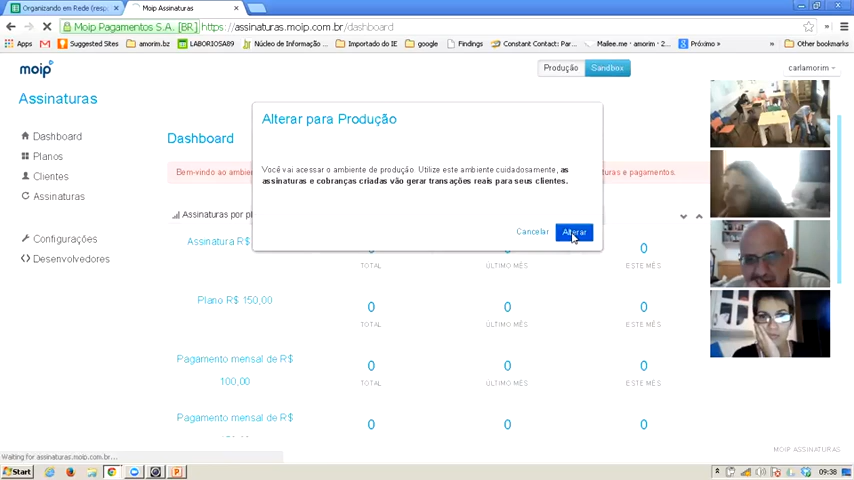 Organizando em Rede (resp
Moip Assinaturas
Moip Pagamentos S.A. [BR]
https://assinaturas.moip.com.br/dashboard
Apps
Suggested Sites
amorim.bz
LABORIOSA89
Núcleo de Informação ...
Importado do IE
google
Findings
Constant Contact: Par...
Mailee.me - amorim ...
Próximo »
»
Other bookmarks
moip
Produção
Sandbox
carlamorim
Assinaturas
Dashboard
Planos
Clientes
Assinaturas
Configurações
Desenvolvedores
Dashboard
Bem-vindo ao ambien
uras e pagamentos.
Assinaturas por pl
Alterar para Produção
Você vai acessar o ambiente de produção. Utilize este ambiente cuidadosamente, as
assinaturas e cobranças criadas vão gerar transações reais para seus clientes.
Cancelar
Alterar
Assinatura R$
0
TOTAL
ÚLTIMO MÊS
ESTE MÊS
Plano R$ 150,00
0
0
0
TOTAL
ÚLTIMO MÊS
ESTE MÊS
Pagamento mensal de R$
100,00
0
0
0
TOTAL
ÚLTIMO MÊS
ESTE MÊS
Pagamento mensal de R$
0
0
0
MOIP ASSINATURAS
Waiting for assinaturas.moip.com.br...
Start
09:38